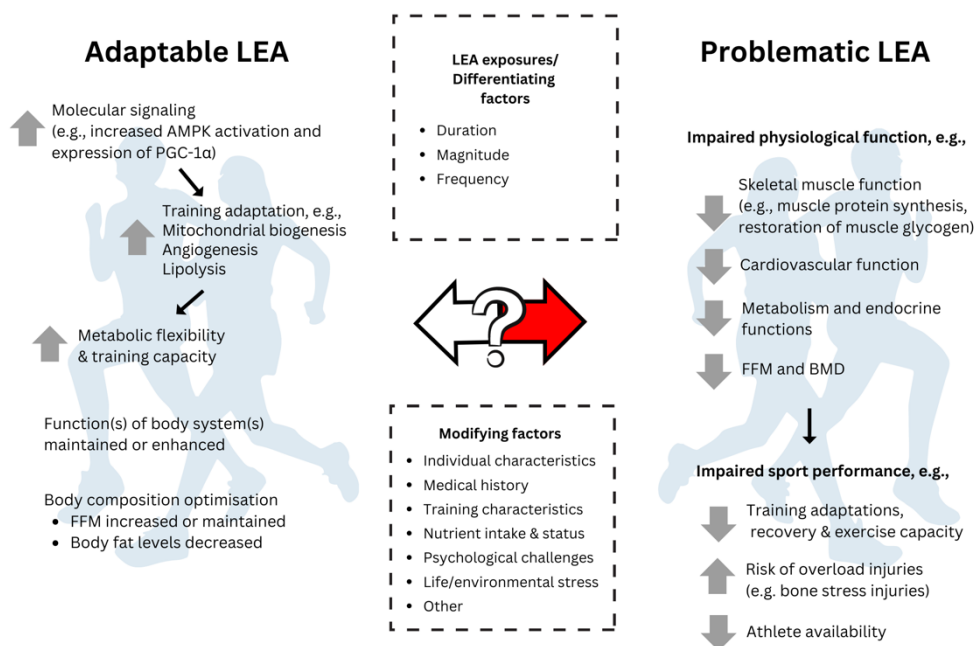 Adaptable LEA
Molecular signaling
(e.g., increased AMPK activation and
expression of PGC-1α)
Training adaptation, e.g.,
Mitochondrial biogenesis
Angiogenesis
Lipolysis
Metabolic flexibility
& training capacity
Function(s) of body system(s)
maintained or enhanced
Body composition optimisation
• FFM increased or maintained
• Body fat levels decreased
LEA exposures/
Differentiating
factors
• Duration
• Magnitude
• Frequency
?
Modifying factors
• Individual characteristics
• Medical history
• Training characteristics
• Nutrient intake & status
• Psychological challenges
• Life/environmental stress
• Other
Problematic LEA
Impaired physiological function, e.g.,
Skeletal muscle function
(e.g., muscle protein synthesis,
restoration of muscle glycogen)
Cardiovascular function
Metabolism and endocrine
functions
FFM and BMD
Impaired sport performance, e.g.,
Training adaptations,
recovery & exercise capacity
Risk of overload injuries
(e.g. bone stress injuries)
Athlete availability